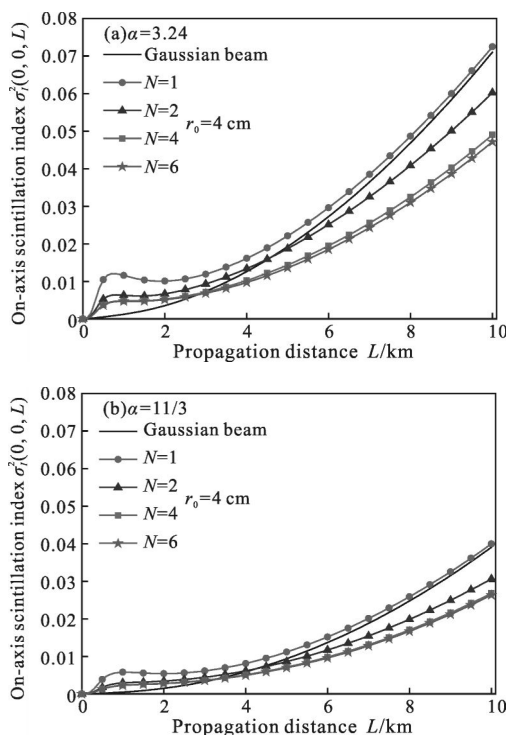 0.08
(a)α=3.24
0.07
Gaussian beam
0.06
N=1
0.05
N=2
r₀=4 cm
0.04
N=4
0.03
N=6
0.02
0.01
0
On-axis scintillation index σ²ᵢ(0, 0, L)
0 2 4 6 8 10
Propagation distance L/km
0.08
(b)α=11/3
0.07
Gaussian beam
0.06
N=1
0.05
N=2
r₀=4 cm
0.04
N=4
0.03
N=6
0.02
0.01
0
On-axis scintillation index σ²ᵢ(0, 0, L)
0 2 4 6 8 10
Propagation distance L/km